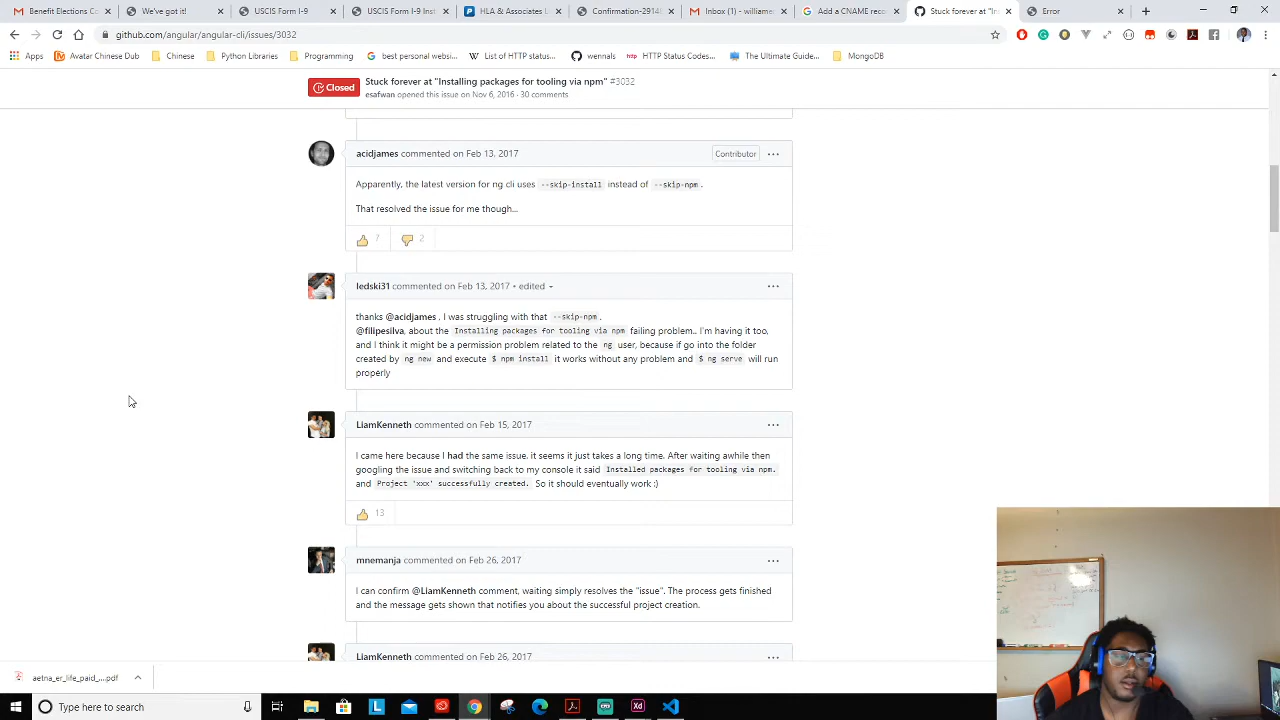 Benefit Elections Co
We've got it!
USCIS Form I-9
USCIS Form I-9 Inst
HLA & Associates L
Confirmation-29148
Inbox (1) - williams
Add a CNAME reco
Stuck forever at "In
Error
github.com/angular/angular-cli/issues/3032
Apps
Avatar Chinese Dub
Chinese
Python Libraries
Programming
best personal websi...
List of HTTP status...
wennals
HTTP Status Codes...
The Ultimate Guide...
MongoDB
Closed
Stuck forever at "Installing packages for tooling via npm" #3032
esafwan opened this issue on Nov 6, 2016 · 30 comments
acidjames commented on Feb 13, 2017
Contributor
Apparently, the latest version for ng cli uses --skip-install instead of --skip-npm .
That resolved the issue for me though...
7
2
ledski31 commented on Feb 13, 2017 • edited
thanks @acidjames . I was struggling with that --skip-npm .
@filipesilva, about the Installing packages for tooling via npm failing problem.. I'm having it too,
and I think it might be a permission problem related to the ng user, because if go into the folder
created by ng new and execute $ npm install it works without any problem and $ ng serve will run
properly
LiamKenneth commented on Feb 15, 2017
I came here because I had the same issue, it seems it just takes a long time. After waiting awhile then
googling the issue and switching back to my console it said Installed packages for tooling via npm.
and Project 'xxx' successfully created. So it should eventually work :)
13
mnemanja commented on Feb 26, 2017
I can confirm @LiamKenneth comment, waiting simply resolves the "issue". The process gets finished
and the message gets shown that notifies you about the successful project creation.
LiamKenneth commented on Feb 26, 2017
aetna_er_life_paid_....pdf
Type here to search